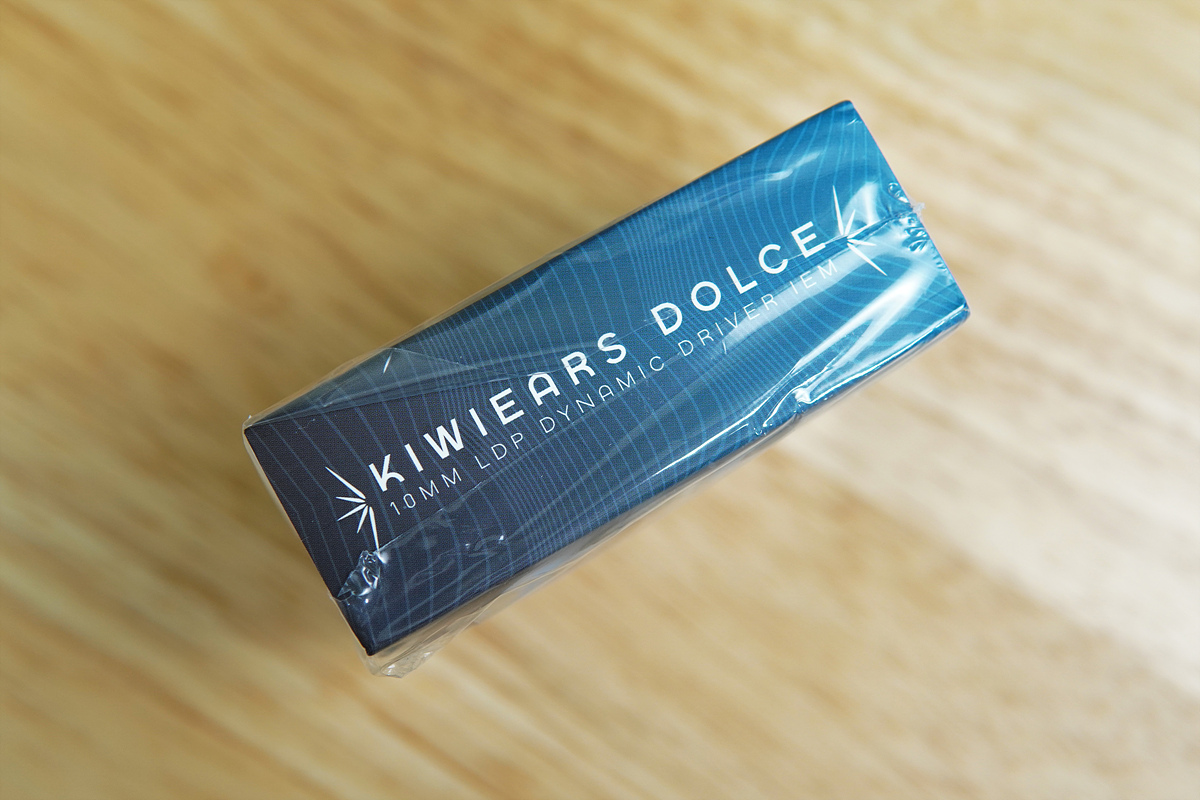 KIWIEARS DOLCE
10MM LDP DYNAMIC DRIVER IEM